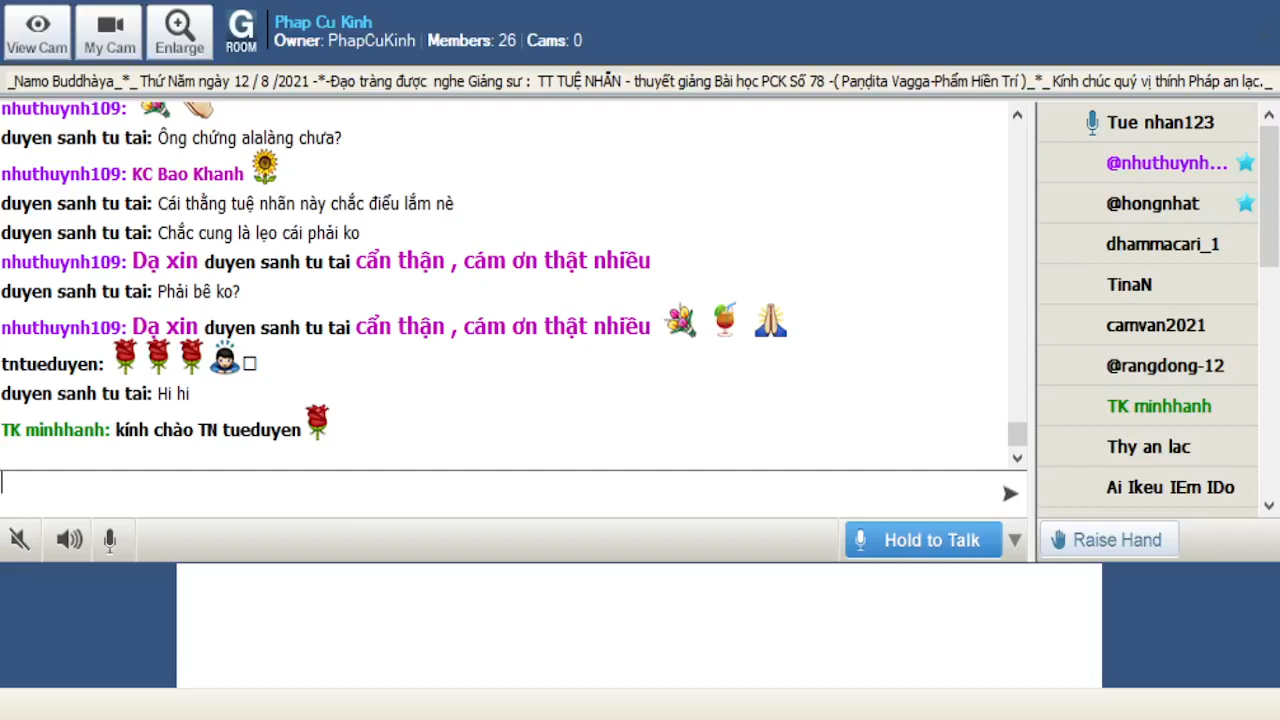 View Cam
My Cam
Enlarge
G
ROOM
Phap Cu Kinh
Owner: PhapCuKinh | Members: 26 | Cams: 0
_Namo Buddhàya_*_ Thứ Năm ngày 12 / 8 /2021 -*-Đạo tràng được nghe Giảng sư : TT TUỆ NHẪN - thuyết giảng Bài học PCK Số 78 -( Paṇḍita Vagga-Phẩm Hiền Trí )_*_ Kính chúc quý vị thính Pháp an lạc._
nhuthuynh109:
duyen sanh tu tai: Ông chứng alalàng chưa?
nhuthuynh109: KC Bao Khanh
duyen sanh tu tai: Cái thằng tuệ nhãn này chắc điểu lắm nè
duyen sanh tu tai: Chắc cung là lẹo cái phải ko
nhuthuynh109: Dạ xin duyen sanh tu tai cẩn thận , cám ơn thật nhiều
duyen sanh tu tai: Phải bê ko?
nhuthuynh109: Dạ xin duyen sanh tu tai cẩn thận , cám ơn thật nhiều
tntueduyen:
duyen sanh tu tai: Hi hi
TK minhhanh: kính chào TN tueduyen
Tue nhan123
@nhuthuynh...
@hongnhat
dhammacari_1
TinaN
camvan2021
@rangdong-12
TK minhhanh
Thy an lac
Ai Ikeu IEm IDo
Hold to Talk
Raise Hand